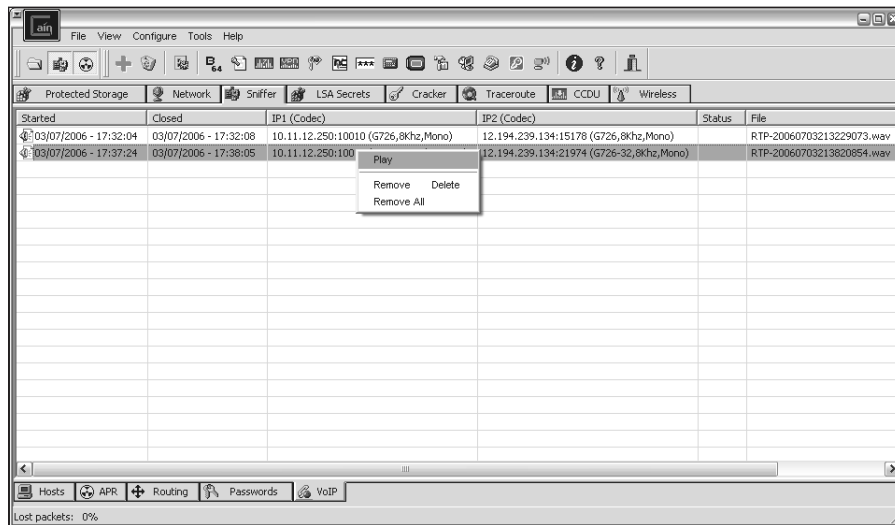 aín
File View Configure Tools Help
B64
Protected Storage Network Sniffer LSA Secrets Cracker Traceroute CCDU Wireless
Started Closed IP1 (Codec) IP2 (Codec) Status File
03/07/2006 - 17:32:04 03/07/2006 - 17:32:08 10.11.12.250:10010 (G726,8Khz,Mono) 12.194.239.134:15178 (G726,8Khz,Mono) RTP-20060703213229073.wav
03/07/2006 - 17:37:24 03/07/2006 - 17:38:05 10.11.12.250:100 12.194.239.134:21974 (G726-32,8Khz,Mono) RTP-20060703213820854.wav
Play
Remove Delete
Remove All
Hosts APR Routing Passwords VoIP
Lost packets: 0%